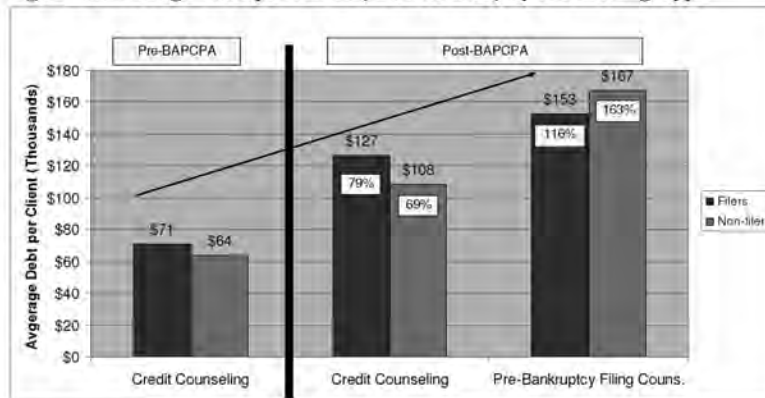 Pre-BAPCPA
Post-BAPCPA
Avgerage Debt per Client (Thousands)
$180
$160
$140
$120
$100
$80
$60
$40
$20
$0
$71
$64
$127
79%
$108
69%
$153
116%
$167
163%
Filers
Credit Counseling
Credit Counseling
Pre-Bankruptcy Filing Couns.